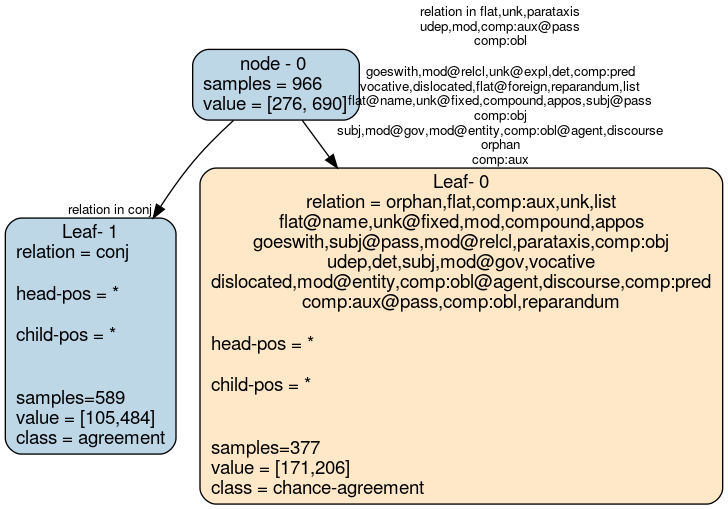 relation in flat,unk,parataxis
udep,mod,comp:aux@pass
comp:obl
node - 0
samples = 966
value = [276, 690]
goeswith,mod@relcl,unk@expl,det,comp:pred
vocative,dislocated,flat@foreign,reparandum,list
flat@name,unk@fixed,compound,appos,subj@pass
comp:obj
subj,mod@gov,mod@entity,comp:obl@agent,discourse
orphan
comp:aux
relation in conj
Leaf- 1
relation = conj
head-pos = *
child-pos = *
samples=589
value = [105,484]
class = agreement
Leaf- 0
relation = orphan,flat,comp:aux,unk,list
flat@name,unk@fixed,mod,compound,appos
goeswith,subj@pass,mod@relcl,parataxis,comp:obj
udep,det,subj,mod@gov,vocative
dislocated,mod@entity,comp:obl@agent,discourse,comp:pred
comp:aux@pass,comp:obl,reparandum
head-pos = *
child-pos = *
samples=377
value = [171,206]
class = chance-agreement